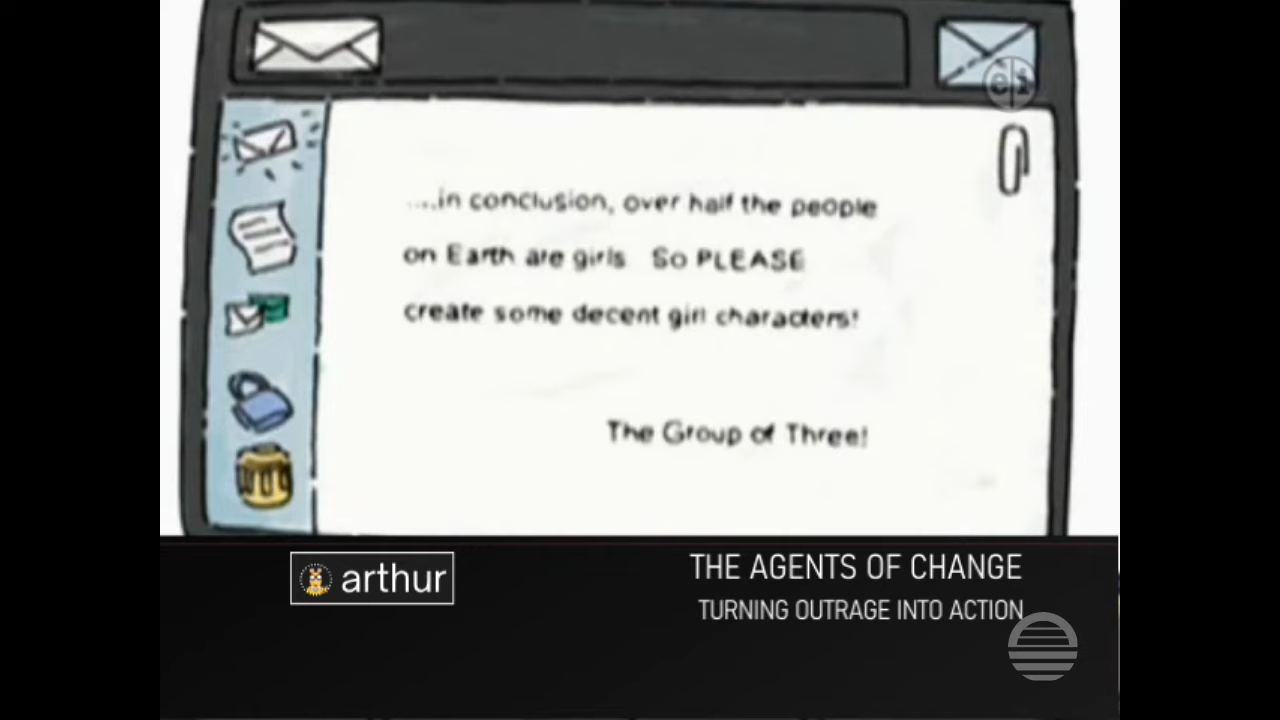 e/i
....in conclusion, over half the people
on Earth are girls So PLEASE
create some decent girl characters!
The Group of Three!
arthur
THE AGENTS OF CHANGE
TURNING OUTRAGE INTO ACTION